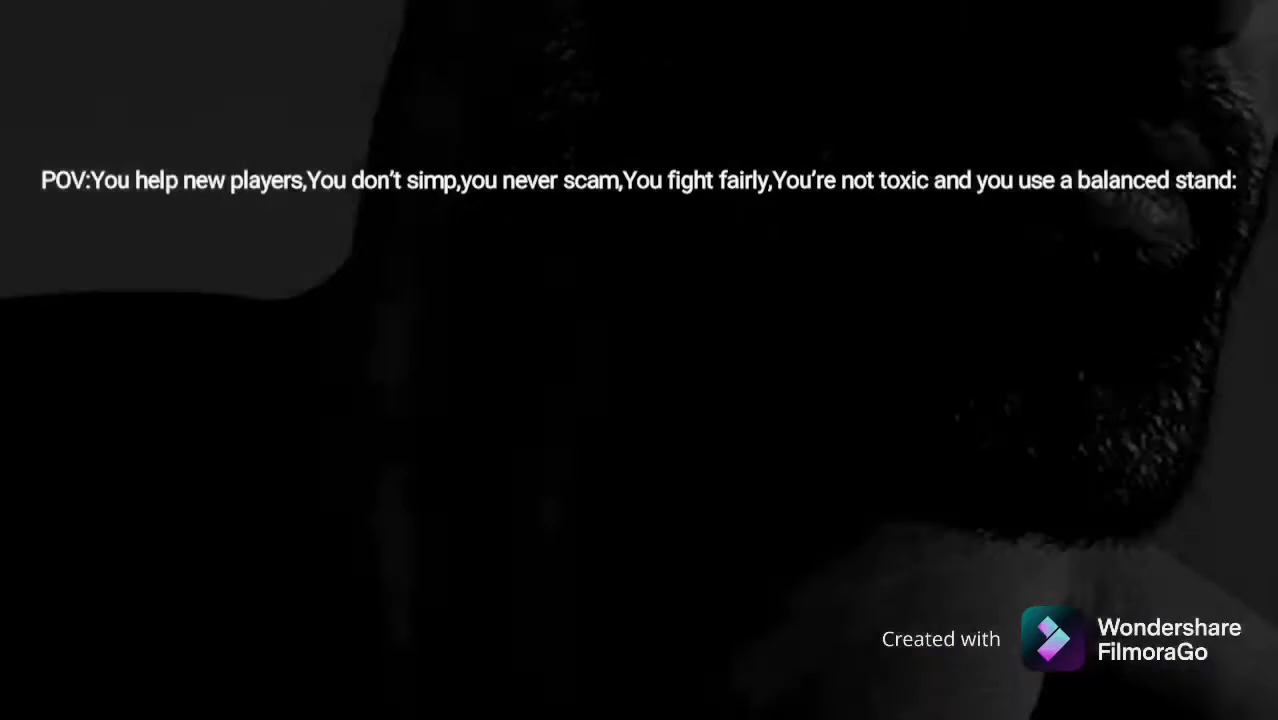 POV:You help new players,You don't simp,you never scam,You fight fairly,You're not toxic and you use a balanced stand:
Created with
Wondershare
FilmoraGo